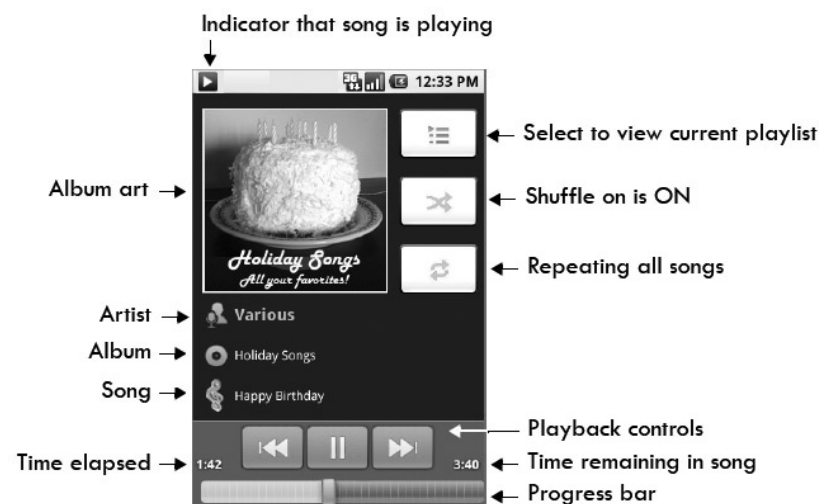 Indicator that song is playing
3G
12:33 PM
Select to view current playlist
Album art
Shuffle on is ON
Holiday Songs
All your favorites!
Repeating all songs
Artist
Various
Album
Holiday Songs
Song
Happy Birthday
Playback controls
Time elapsed
1:42
3:40
Time remaining in song
Progress bar